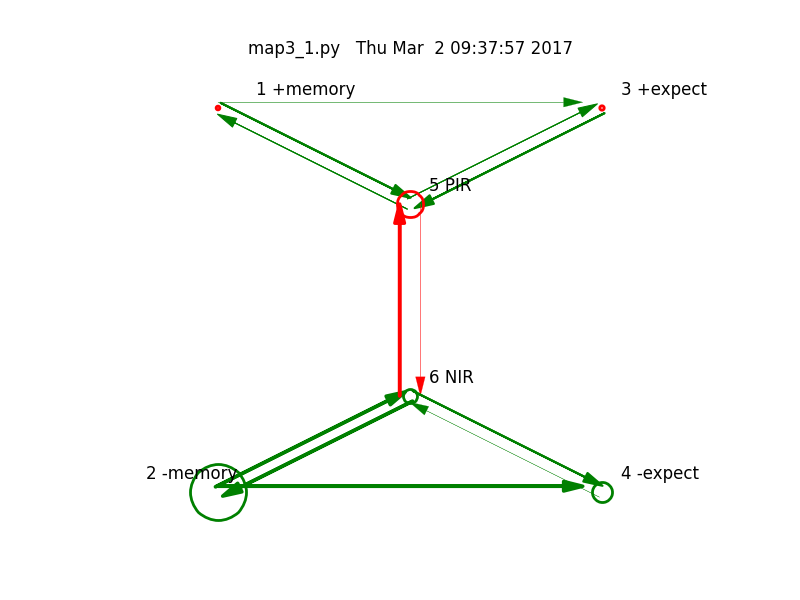 map3_1.py   Thu Mar  2 09:37:57 2017
1 +memory
3 +expect
5 PIR
6 NIR
2 -memory
4 -expect